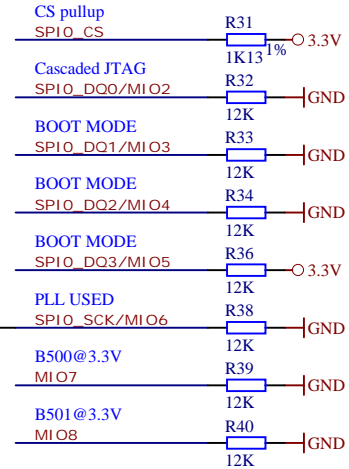 CS pullup
SPI0_CS
R31
1K13 1%
3.3V
Cascaded JTAG
SPI0_DQ0/MIO2
R32
12K
GND
BOOT MODE
SPI0_DQ1/MIO3
R33
12K
GND
BOOT MODE
SPI0_DQ2/MIO4
R34
12K
GND
BOOT MODE
SPI0_DQ3/MIO5
R36
12K
3.3V
PLL USED
SPI0_SCK/MIO6
R38
12K
GND
B500@3.3V
MIO7
R39
12K
GND
B501@3.3V
MIO8
R40
12K
GND